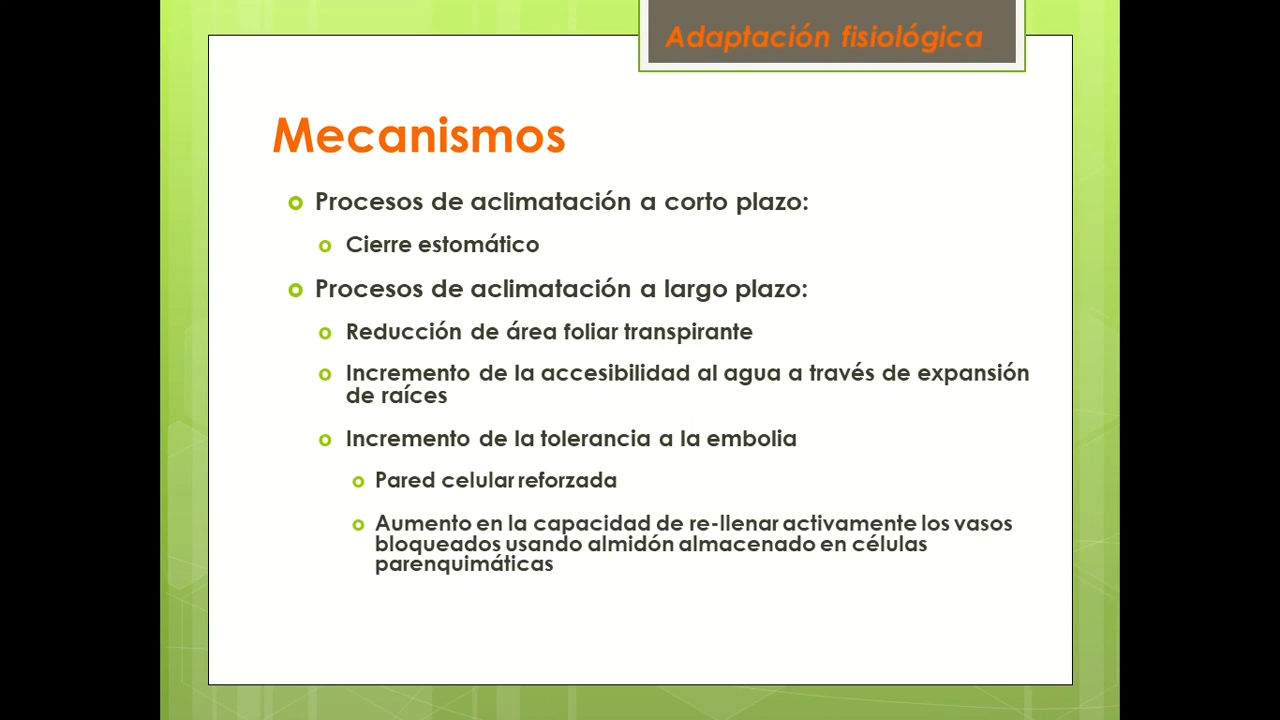 Adaptación fisiológica
Mecanismos
Procesos de aclimatación a corto plazo:
Cierre estomático
Procesos de aclimatación a largo plazo:
Reducción de área foliar transpirante
Incremento de la accesibilidad al agua a través de expansión
de raíces
Incremento de la tolerancia a la embolia
Pared celular reforzada
Aumento en la capacidad de re-llenar activamente los vasos
bloqueados usando almidón almacenado en células
parenquimáticas